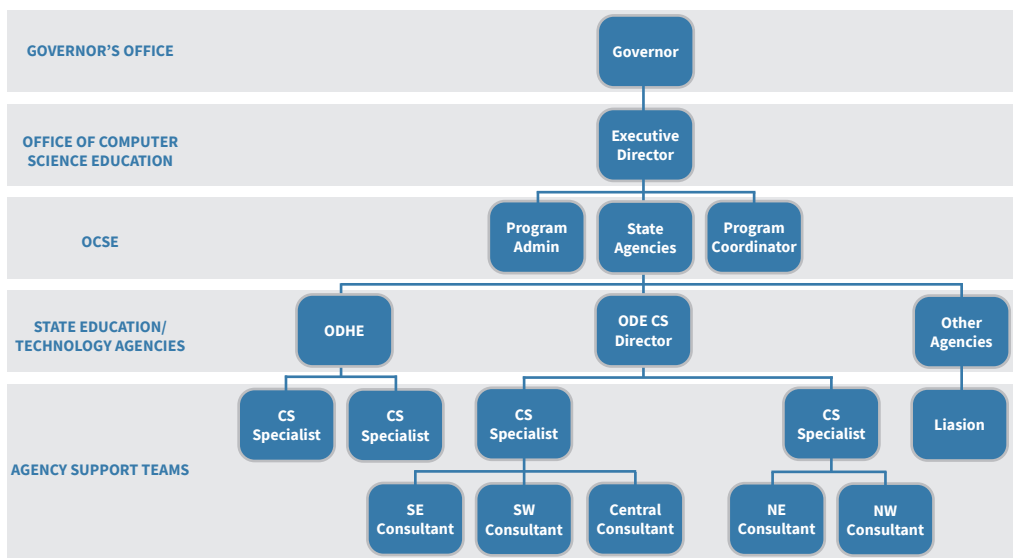 GOVERNOR'S OFFICE
Governor
OFFICE OF COMPUTER
SCIENCE EDUCATION
Executive
Director
OCSE
Program
Admin
State
Agencies
Program
Coordinator
STATE EDUCATION/
TECHNOLOGY AGENCIES
ODHE
ODE CS
Director
Other
Agencies
AGENCY SUPPORT TEAMS
CS
Specialist
CS
Specialist
CS
Specialist
CS
Specialist
Liasion
SE
Consultant
SW
Consultant
Central
Consultant
NE
Consultant
NW
Consultant